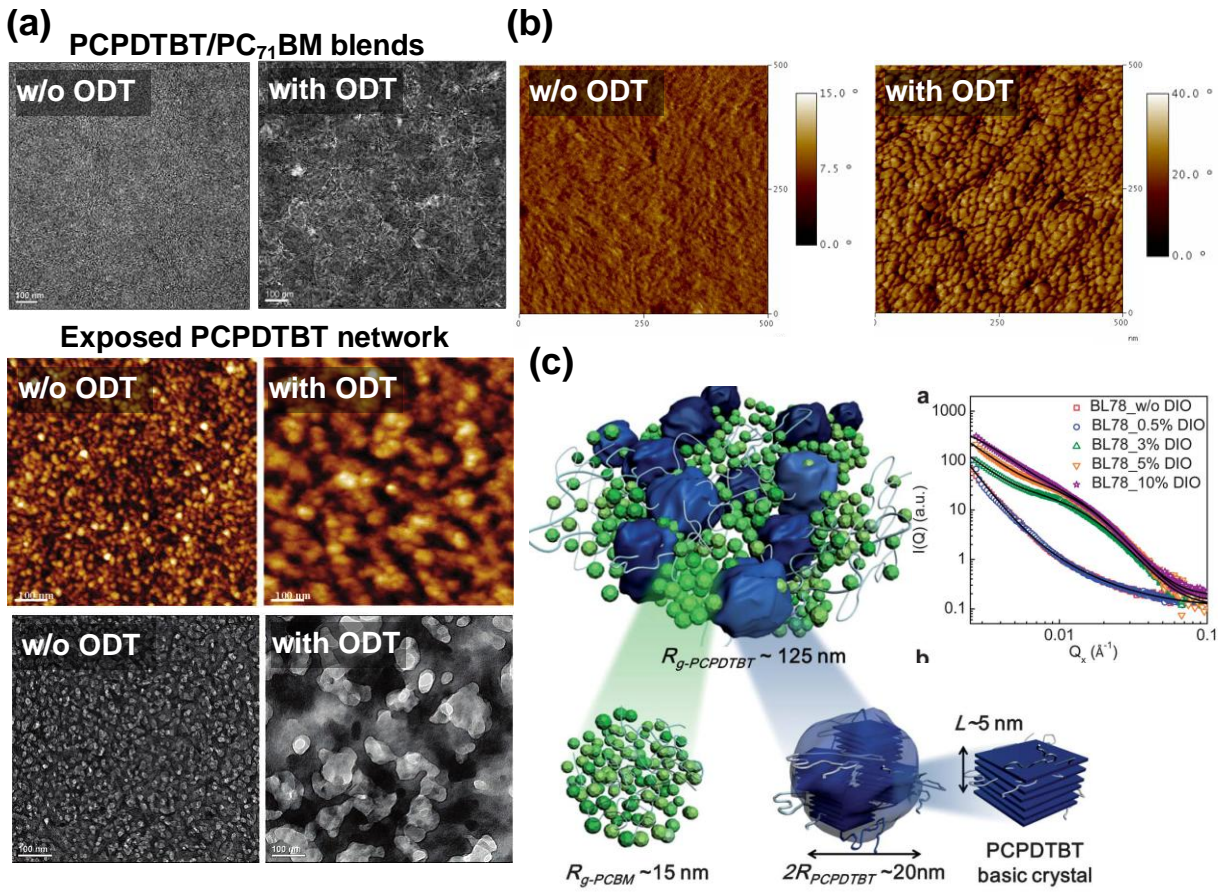 (a)
PCPDTBT/PC₇₁BM blends
w/o ODT
with ODT
100 nm
100 nm
Exposed PCPDTBT network
w/o ODT
with ODT
100 nm
100 nm
w/o ODT
with ODT
100 nm
100 nm
(b)
w/o ODT
500
250
0
0
250
500
15.0 °
7.5 °
0.0 °
with ODT
500
250
0
0
250
500
nm
40.0 °
20.0 °
0.0 °
(c)
R_g-PCPDTBT ~ 125 nm
R_g-PCBM ~15 nm
2R_PCPDTBT ~20nm
L~5 nm
PCPDTBT
basic crystal
a
1000
100
10
1
0.1
I(Q) (a.u.)
BL78_w/o DIO
BL78_0.5% DIO
BL78_3% DIO
BL78_5% DIO
BL78_10% DIO
0.01
0.1
Qₓ (Å⁻¹)
b